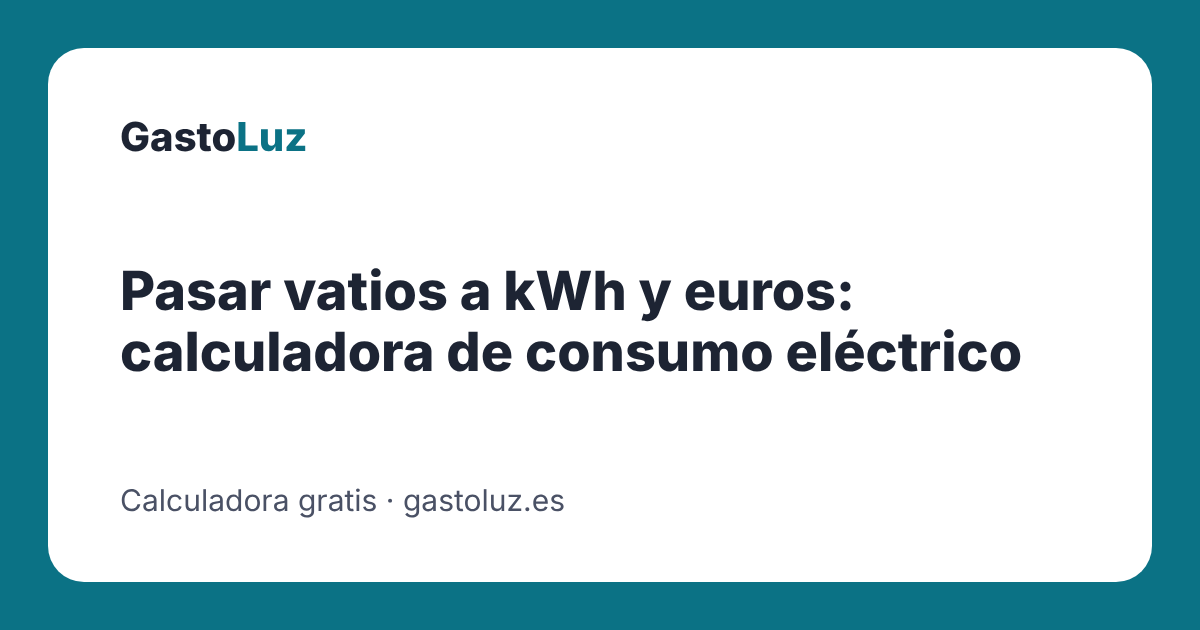 GastoLuz
Pasar vatios a kWh y euros:
calculadora de consumo eléctrico
Calculadora gratis · gastoluz.es